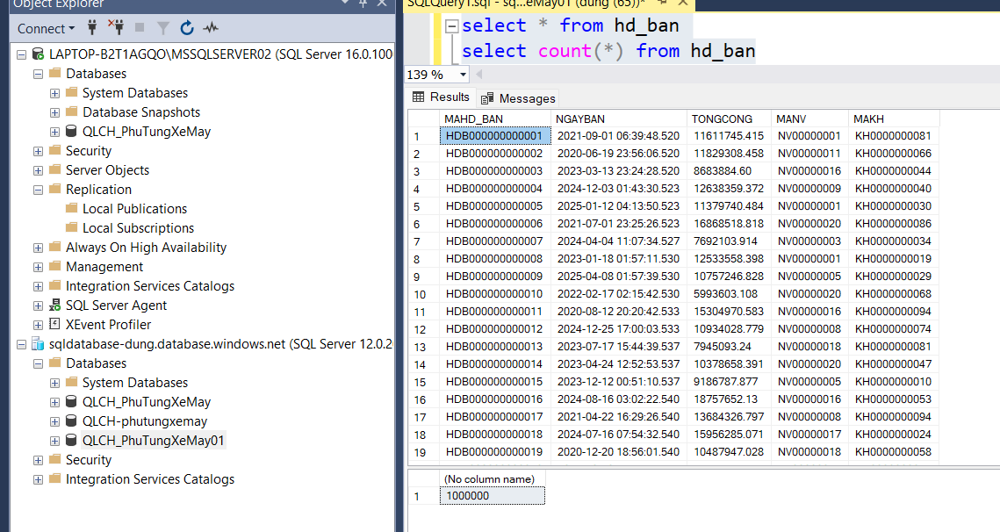 Object Explorer
Connect
LAPTOP-B2T1AGQO\MSSQLSERVER02 (SQL Server 16.0.100
Databases
System Databases
Database Snapshots
QLCH_PhuTungXeMay
Security
Server Objects
Replication
Local Publications
Local Subscriptions
Always On High Availability
Management
Integration Services Catalogs
SQL Server Agent
XEvent Profiler
sqldatabase-dung.database.windows.net (SQL Server 12.0.2
Databases
System Databases
QLCH_PhuTungXeMay
QLCH-phutungxemay
QLCH_PhuTungXeMay01
Security
Integration Services Catalogs
SQLQuery1.sql - sq...eMay01 (dung (65))*
select * from hd_ban
select count(*) from hd_ban
139 %
Results Messages
MAHD_BAN NGAYBAN TONGCONG MANV MAKH
1 HDB000000000001 2021-09-01 06:39:48.520 11611745.415 NV00000001 KH0000000081
2 HDB000000000002 2020-06-19 23:56:06.520 11829308.458 NV00000011 KH0000000066
3 HDB000000000003 2023-03-13 23:24:28.520 8683884.60 NV00000016 KH0000000044
4 HDB000000000004 2024-12-03 01:43:30.523 12638359.372 NV00000009 KH0000000040
5 HDB000000000005 2025-01-12 04:13:50.523 11379740.484 NV00000001 KH0000000030
6 HDB000000000006 2021-07-01 23:25:26.523 16868518.818 NV00000020 KH0000000086
7 HDB000000000007 2024-04-04 11:07:34.527 7692103.914 NV00000003 KH0000000034
8 HDB000000000008 2023-01-18 01:57:11.530 12533558.398 NV00000001 KH0000000019
9 HDB000000000009 2025-04-08 01:57:39.530 10757246.828 NV00000005 KH0000000029
10 HDB000000000010 2022-02-17 02:15:42.530 5993603.108 NV00000020 KH0000000068
11 HDB000000000011 2020-08-12 20:20:42.533 15304970.583 NV00000016 KH0000000094
12 HDB000000000012 2024-12-25 17:00:03.533 10934028.779 NV00000008 KH0000000074
13 HDB000000000013 2023-07-17 15:44:39.537 7945093.24 NV00000018 KH0000000081
14 HDB000000000014 2023-04-24 12:52:53.537 10378658.391 NV00000020 KH0000000047
15 HDB000000000015 2023-12-12 00:51:10.537 9186787.877 NV00000005 KH0000000010
16 HDB000000000016 2024-08-16 03:02:22.540 18757652.13 NV00000016 KH0000000053
17 HDB000000000017 2021-04-22 16:29:26.540 13684326.797 NV00000008 KH0000000094
18 HDB000000000018 2024-07-16 07:54:32.540 15956285.071 NV00000017 KH0000000024
19 HDB000000000019 2020-12-20 18:56:01.540 10487947.028 NV00000018 KH0000000058
(No column name)
1 1000000